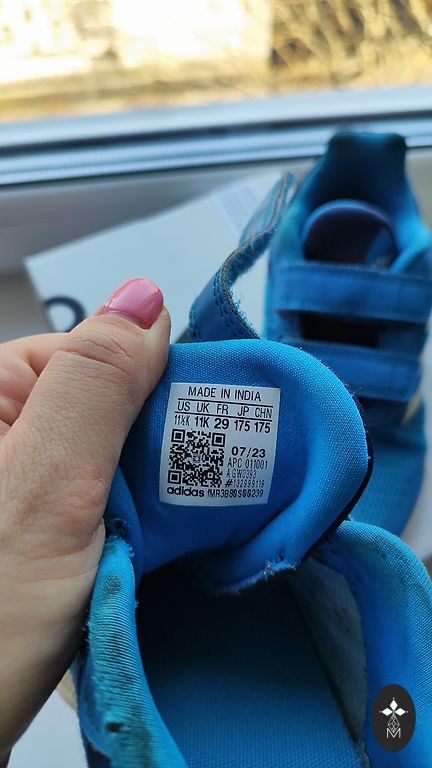 MADE IN INDIA
US UK FR JP CHN
11½K 11K 29 175 175
07/23
APC 011001
adidas